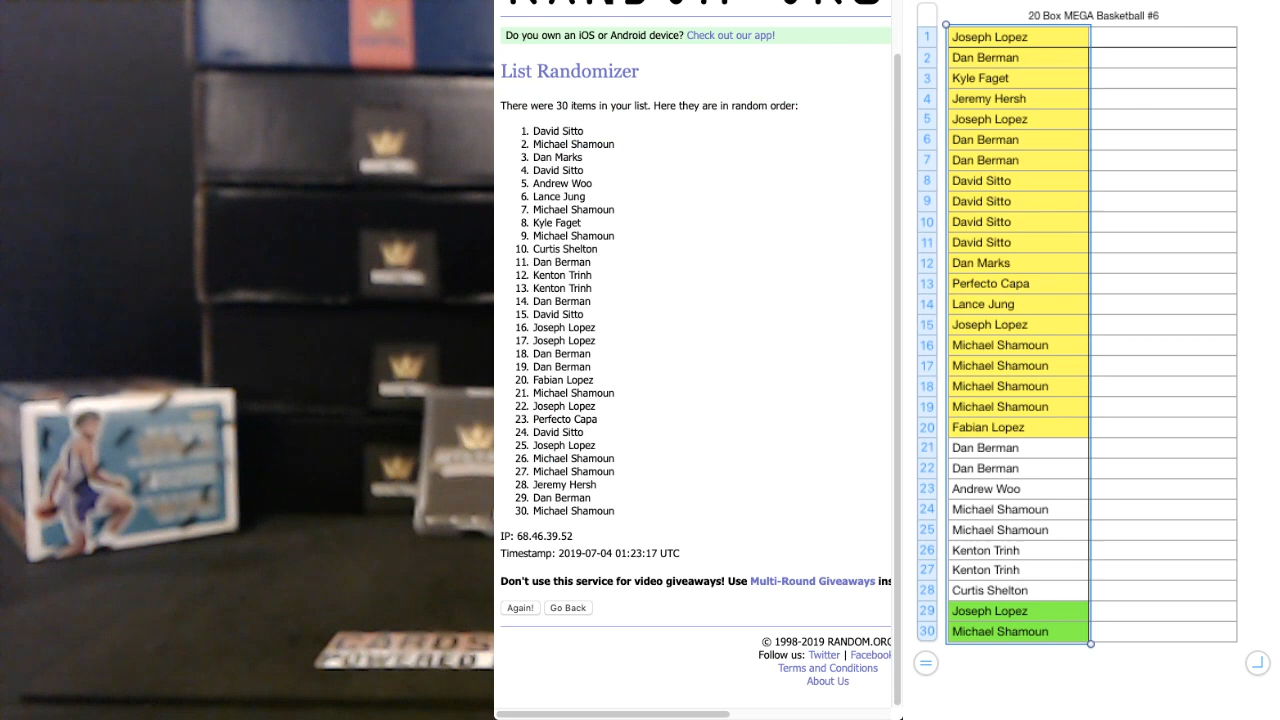 Do you own an iOS or Android device? Check out our app!
List Randomizer
There were 30 items in your list. Here they are in random order:
1. David Sitto
2. Michael Shamoun
3. Dan Marks
4. David Sitto
5. Andrew Woo
6. Lance Jung
7. Michael Shamoun
8. Kyle Faget
9. Michael Shamoun
10. Curtis Shelton
11. Dan Berman
12. Kenton Trinh
13. Kenton Trinh
14. Dan Berman
15. David Sitto
16. Joseph Lopez
17. Joseph Lopez
18. Dan Berman
19. Dan Berman
20. Fabian Lopez
21. Michael Shamoun
22. Joseph Lopez
23. Perfecto Capa
24. David Sitto
25. Joseph Lopez
26. Michael Shamoun
27. Michael Shamoun
28. Jeremy Hersh
29. Dan Berman
30. Michael Shamoun
IP: 68.46.39.52
Timestamp: 2019-07-04 01:23:17 UTC
Don't use this service for video giveaways! Use Multi-Round Giveaways ins
Again! Go Back
© 1998-2019 RANDOM.ORG
Follow us: Twitter | Facebook
Terms and Conditions
About Us
20 Box MEGA Basketball #6
1 Joseph Lopez
2 Dan Berman
3 Kyle Faget
4 Jeremy Hersh
5 Joseph Lopez
6 Dan Berman
7 Dan Berman
8 David Sitto
9 David Sitto
10 David Sitto
11 David Sitto
12 Dan Marks
13 Perfecto Capa
14 Lance Jung
15 Joseph Lopez
16 Michael Shamoun
17 Michael Shamoun
18 Michael Shamoun
19 Michael Shamoun
20 Fabian Lopez
21 Dan Berman
22 Dan Berman
23 Andrew Woo
24 Michael Shamoun
25 Michael Shamoun
26 Kenton Trinh
27 Kenton Trinh
28 Curtis Shelton
29 Joseph Lopez
30 Michael Shamoun